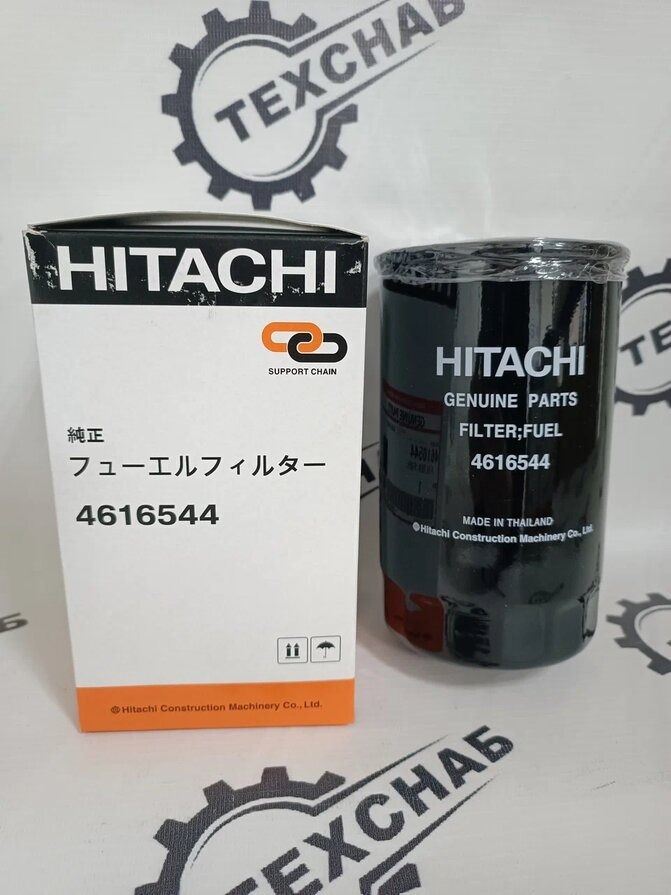 ТЕХСНАБ
HITACHI
SUPPORT CHAIN
純正
フューエルフィルター
4616544
Hitachi Construction Machinery Co., Ltd.
HITACHI
GENUINE PARTS
FILTER;FUEL
4616544
MADE IN THAILAND
Hitachi Construction Machinery Co., Ltd.
ТЕХСНАБ